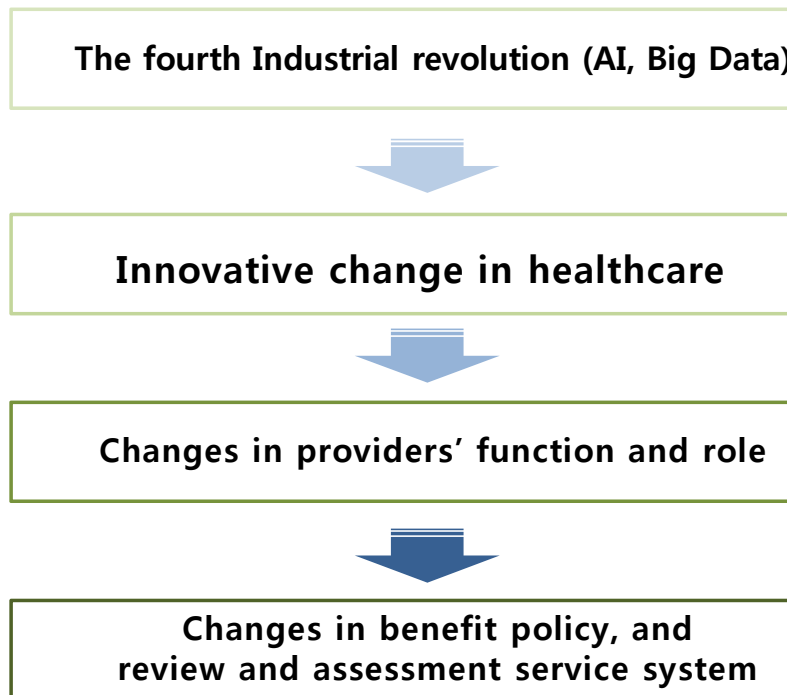 The fourth Industrial revolution (AI, Big Data)
Innovative change in healthcare
Changes in providers’ function and role
Changes in benefit policy, and
review and assessment service system